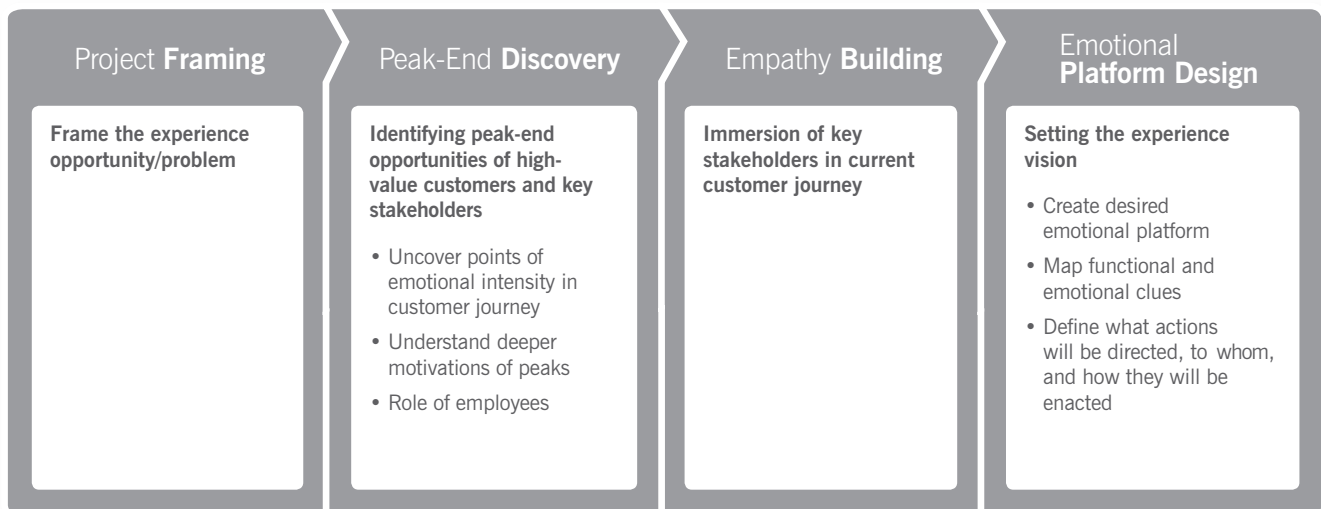 Project Framing
Frame the experience
opportunity/problem
Peak-End Discovery
Identifying peak-end
opportunities of high-
value customers and key
stakeholders
• Uncover points of
emotional intensity in
customer journey
• Understand deeper
motivations of peaks
• Role of employees
Empathy Building
Immersion of key
stakeholders in current
customer journey
Emotional
Platform Design
Setting the experience
vision
• Create desired
emotional platform
• Map functional and
emotional clues
• Define what actions
will be directed, to whom,
and how they will be
enacted